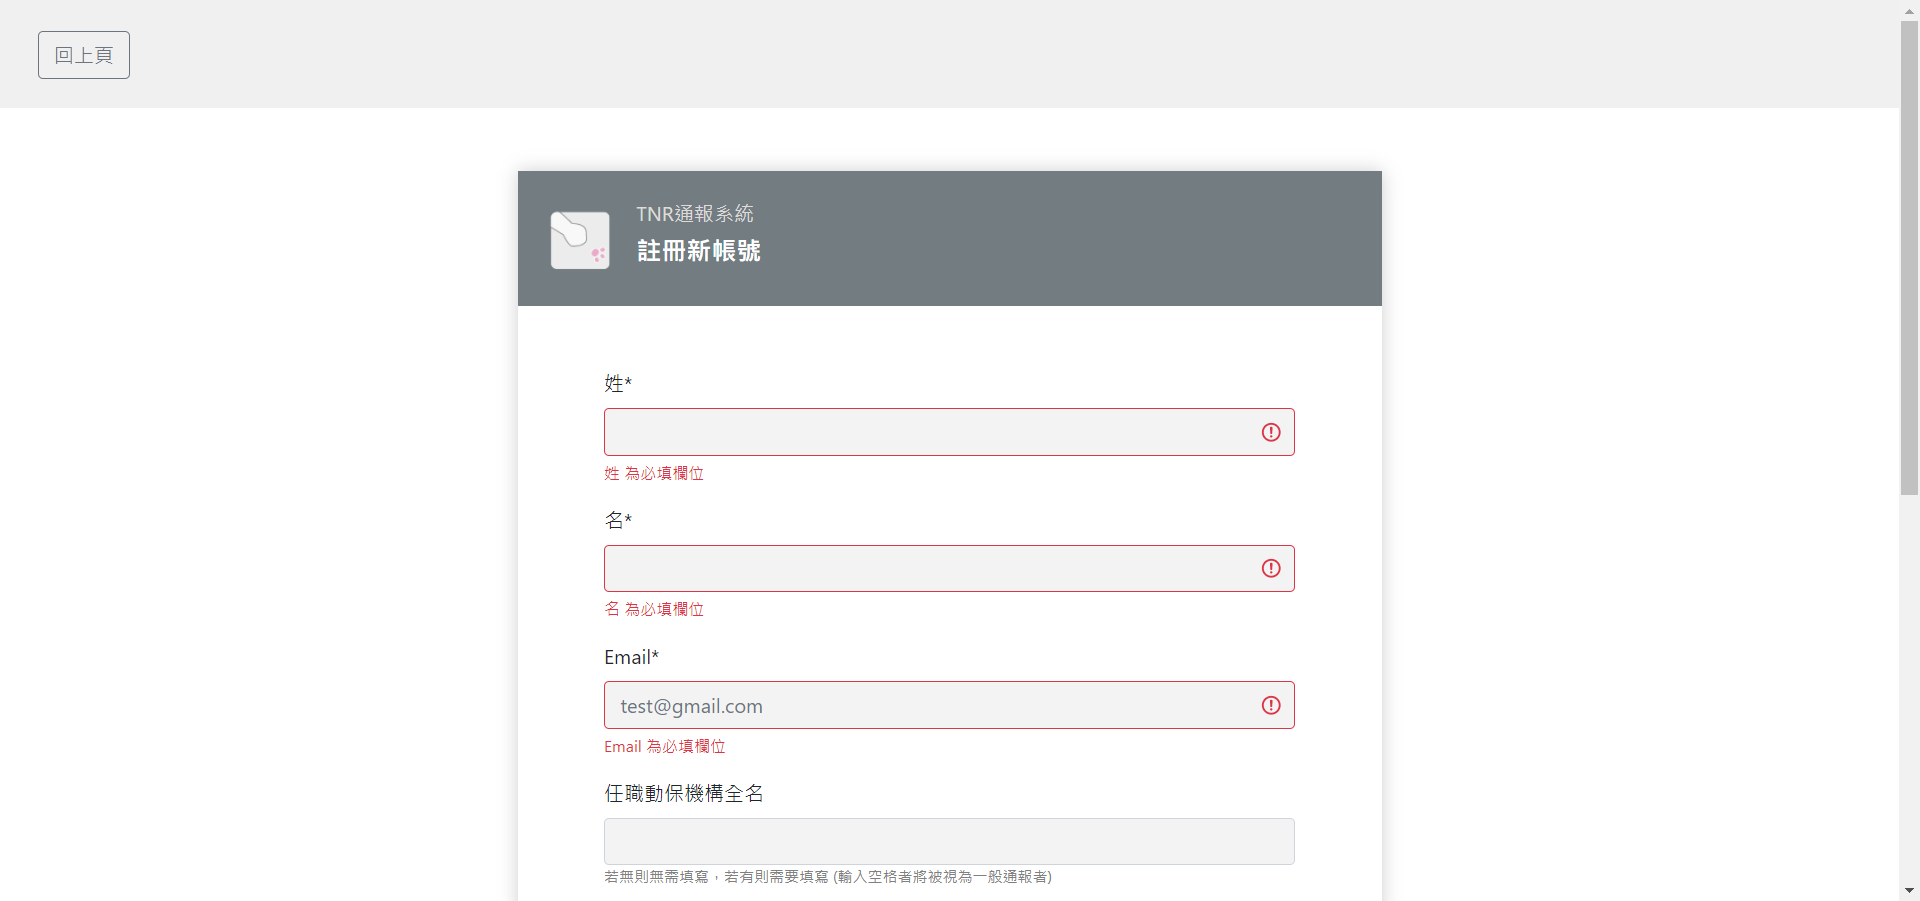 回上頁
TNR通報系統
註冊新帳號
姓*
姓 為必填欄位
名*
名 為必填欄位
Email*
test@gmail.com
Email 為必填欄位
任職動保機構全名
若無則無需填寫，若有則需要填寫 (輸入空格者將被視為一般通報者)